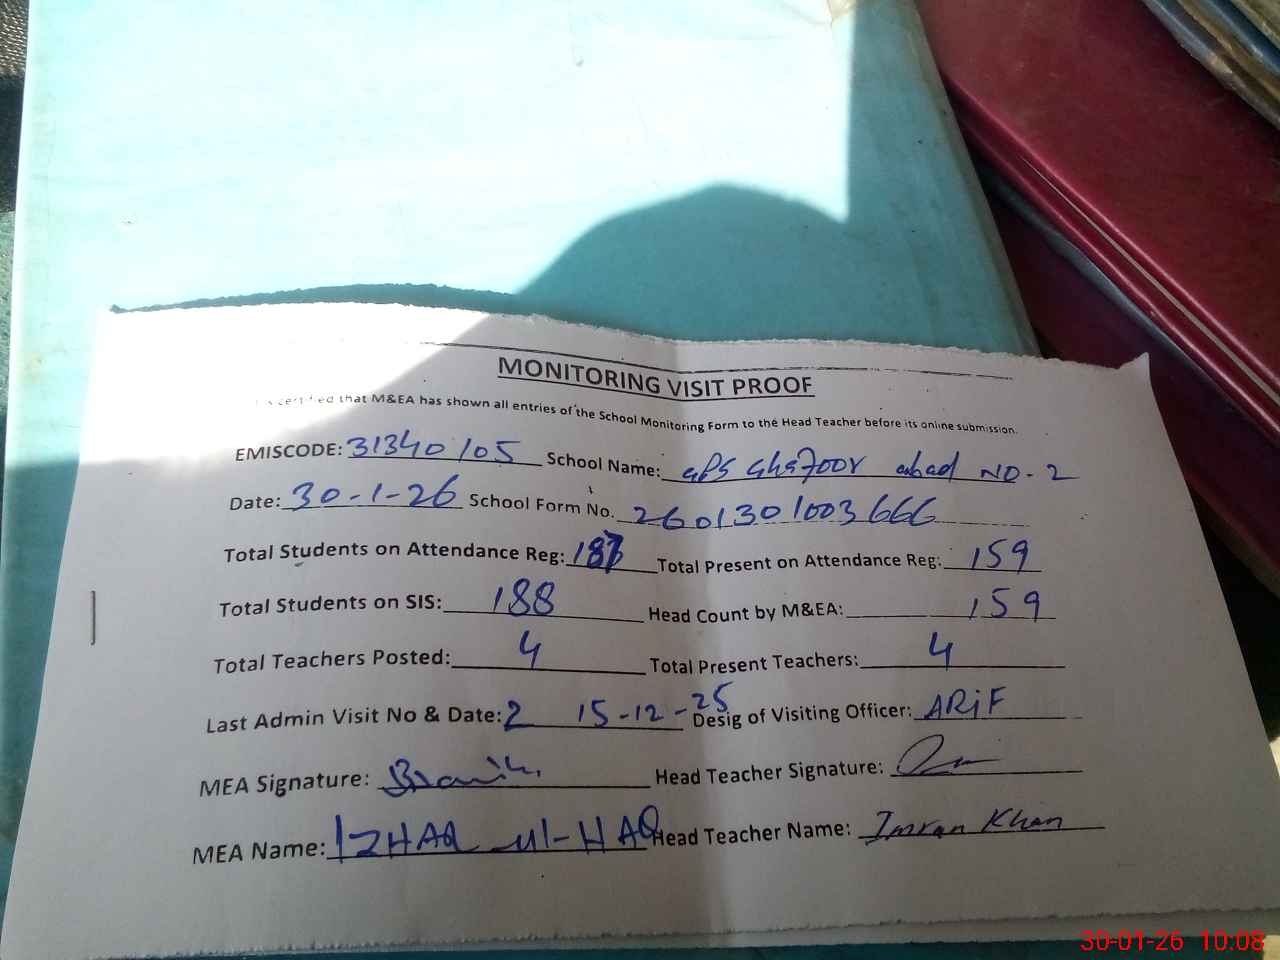 MONITORING VISIT PROOF
is certified that M&EA has shown all entries of the School Monitoring Form to the Head Teacher before its online submission.
EMISCODE: 31340105 School Name: GPS Ghafoor abad NO-2
Date: 30-1-26 School Form No. 2601301003666
Total Students on Attendance Reg: 187 Total Present on Attendance Reg: 159
Total Students on SIS: 188 Head Count by M&EA: 159
Total Teachers Posted: 4 Total Present Teachers: 4
Last Admin Visit No & Date: 2 15-12-25 Desig of Visiting Officer: ARiF
MEA Signature: Head Teacher Signature:
MEA Name: IZHAQ ul-HAQ Head Teacher Name: Imran Khan
30-01-26 10:08